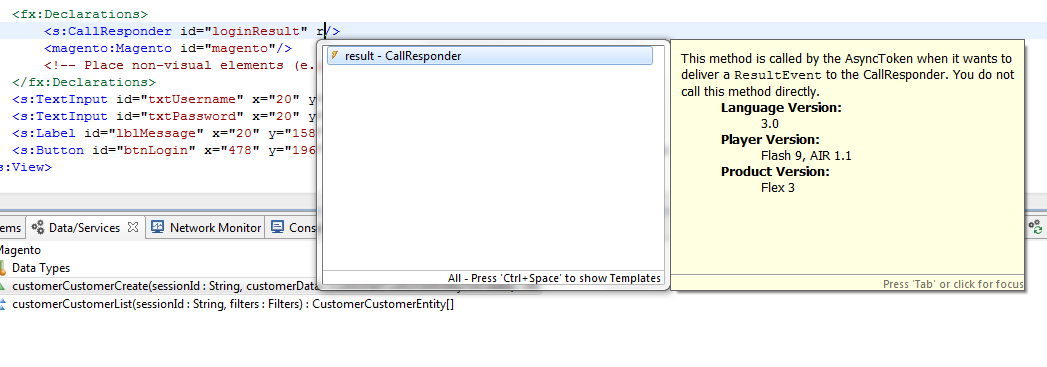 <fx:Declarations>
<s:CallResponder id="loginResult" r/>
<magento:Magento id="magento"/>
<!-- Place non-visual elements (e.
</fx:Declarations>
<s:TextInput id="txtUsername" x="20" y
<s:TextInput id="txtPassword" x="20" y
<s:Label id="lblMessage" x="20" y="158
<s:Button id="btnLogin" x="478" y="196
s:View>
result - CallResponder
All - Press 'Ctrl+Space' to show Templates
This method is called by the AsyncToken when it wants to
deliver a ResultEvent to the CallResponder. You do not
call this method directly.
Language Version:
3.0
Player Version:
Flash 9, AIR 1.1
Product Version:
Flex 3
Press 'Tab' or click for focus
ems Data/Services Network Monitor Cons
Magento
Data Types
customerCustomerCreate(sessionId : String, customerData
customerCustomerList(sessionId : String, filters : Filters) : CustomerCustomerEntity[]